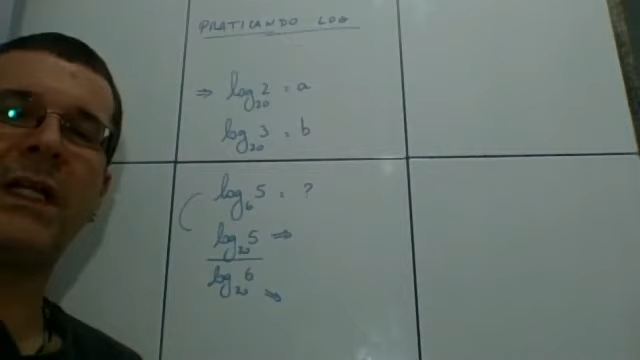 PRATICANDO LOG
⇒ log₂₀ 2 = a
log₂₀ 3 = b
log₆ 5 = ?
log₂₀ 5 ⇒
log₂₀ 6 ⇒